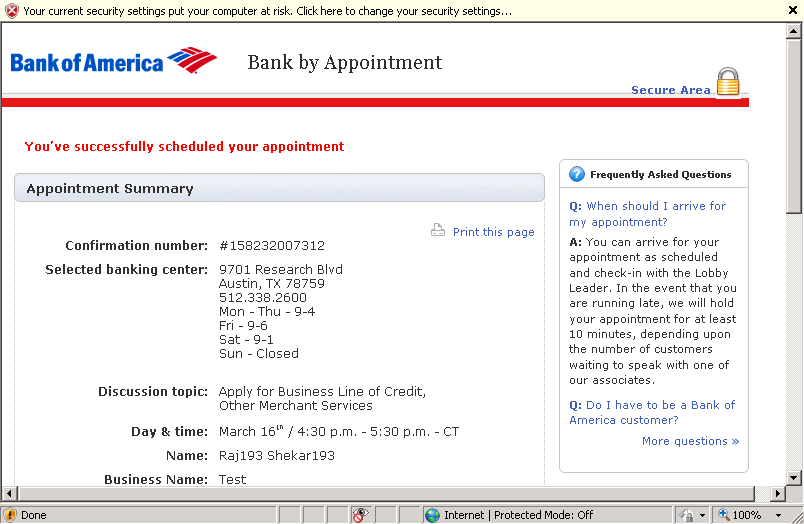 Your current security settings put your computer at risk. Click here to change your security settings...
Bank of America
Bank by Appointment
Secure Area
You've successfully scheduled your appointment
Appointment Summary
Print this page
Confirmation number: #158232007312
Selected banking center: 9701 Research Blvd
Austin, TX 78759
512.338.2600
Mon - Thu - 9-4
Fri - 9-6
Sat - 9-1
Sun - Closed
Discussion topic: Apply for Business Line of Credit,
Other Merchant Services
Day & time: March 16th / 4:30 p.m. - 5:30 p.m. - CT
Name: Raj193 Shekar193
Business Name: Test
Frequently Asked Questions
Q: When should I arrive for
my appointment?
A: You can arrive for your
appointment as scheduled
and check-in with the Lobby
Leader. In the event that you
are running late, we will hold
your appointment for at least
10 minutes, depending upon
the number of customers
waiting to speak with one of
our associates.
Q: Do I have to be a Bank of
America customer?
More questions »
Done
Internet | Protected Mode: Off
100%